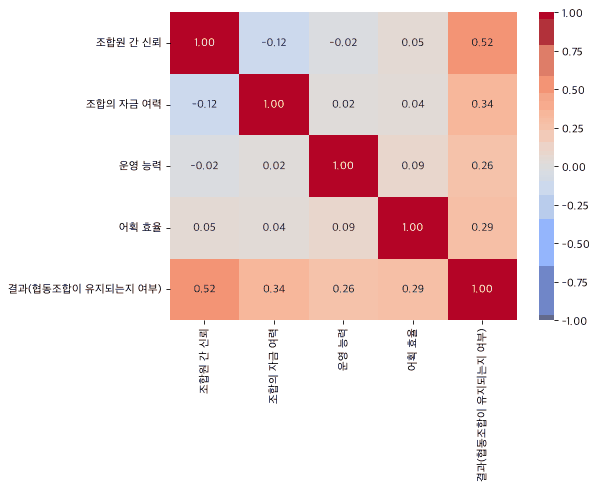 조합원 간 신뢰 1.00 -0.12 -0.02 0.05 0.52
조합의 자금 여력 -0.12 1.00 0.02 0.04 0.34
운영 능력 -0.02 0.02 1.00 0.09 0.26
어획 효율 0.05 0.04 0.09 1.00 0.29
결과(협동조합이 유지되는지 여부) 0.52 0.34 0.26 0.29 1.00
조합원 간 신뢰
조합의 자금 여력
운영 능력
어획 효율
결과(협동조합이 유지되는지 여부)
1.00
0.75
0.50
0.25
0.00
-0.25
-0.50
-0.75
-1.00